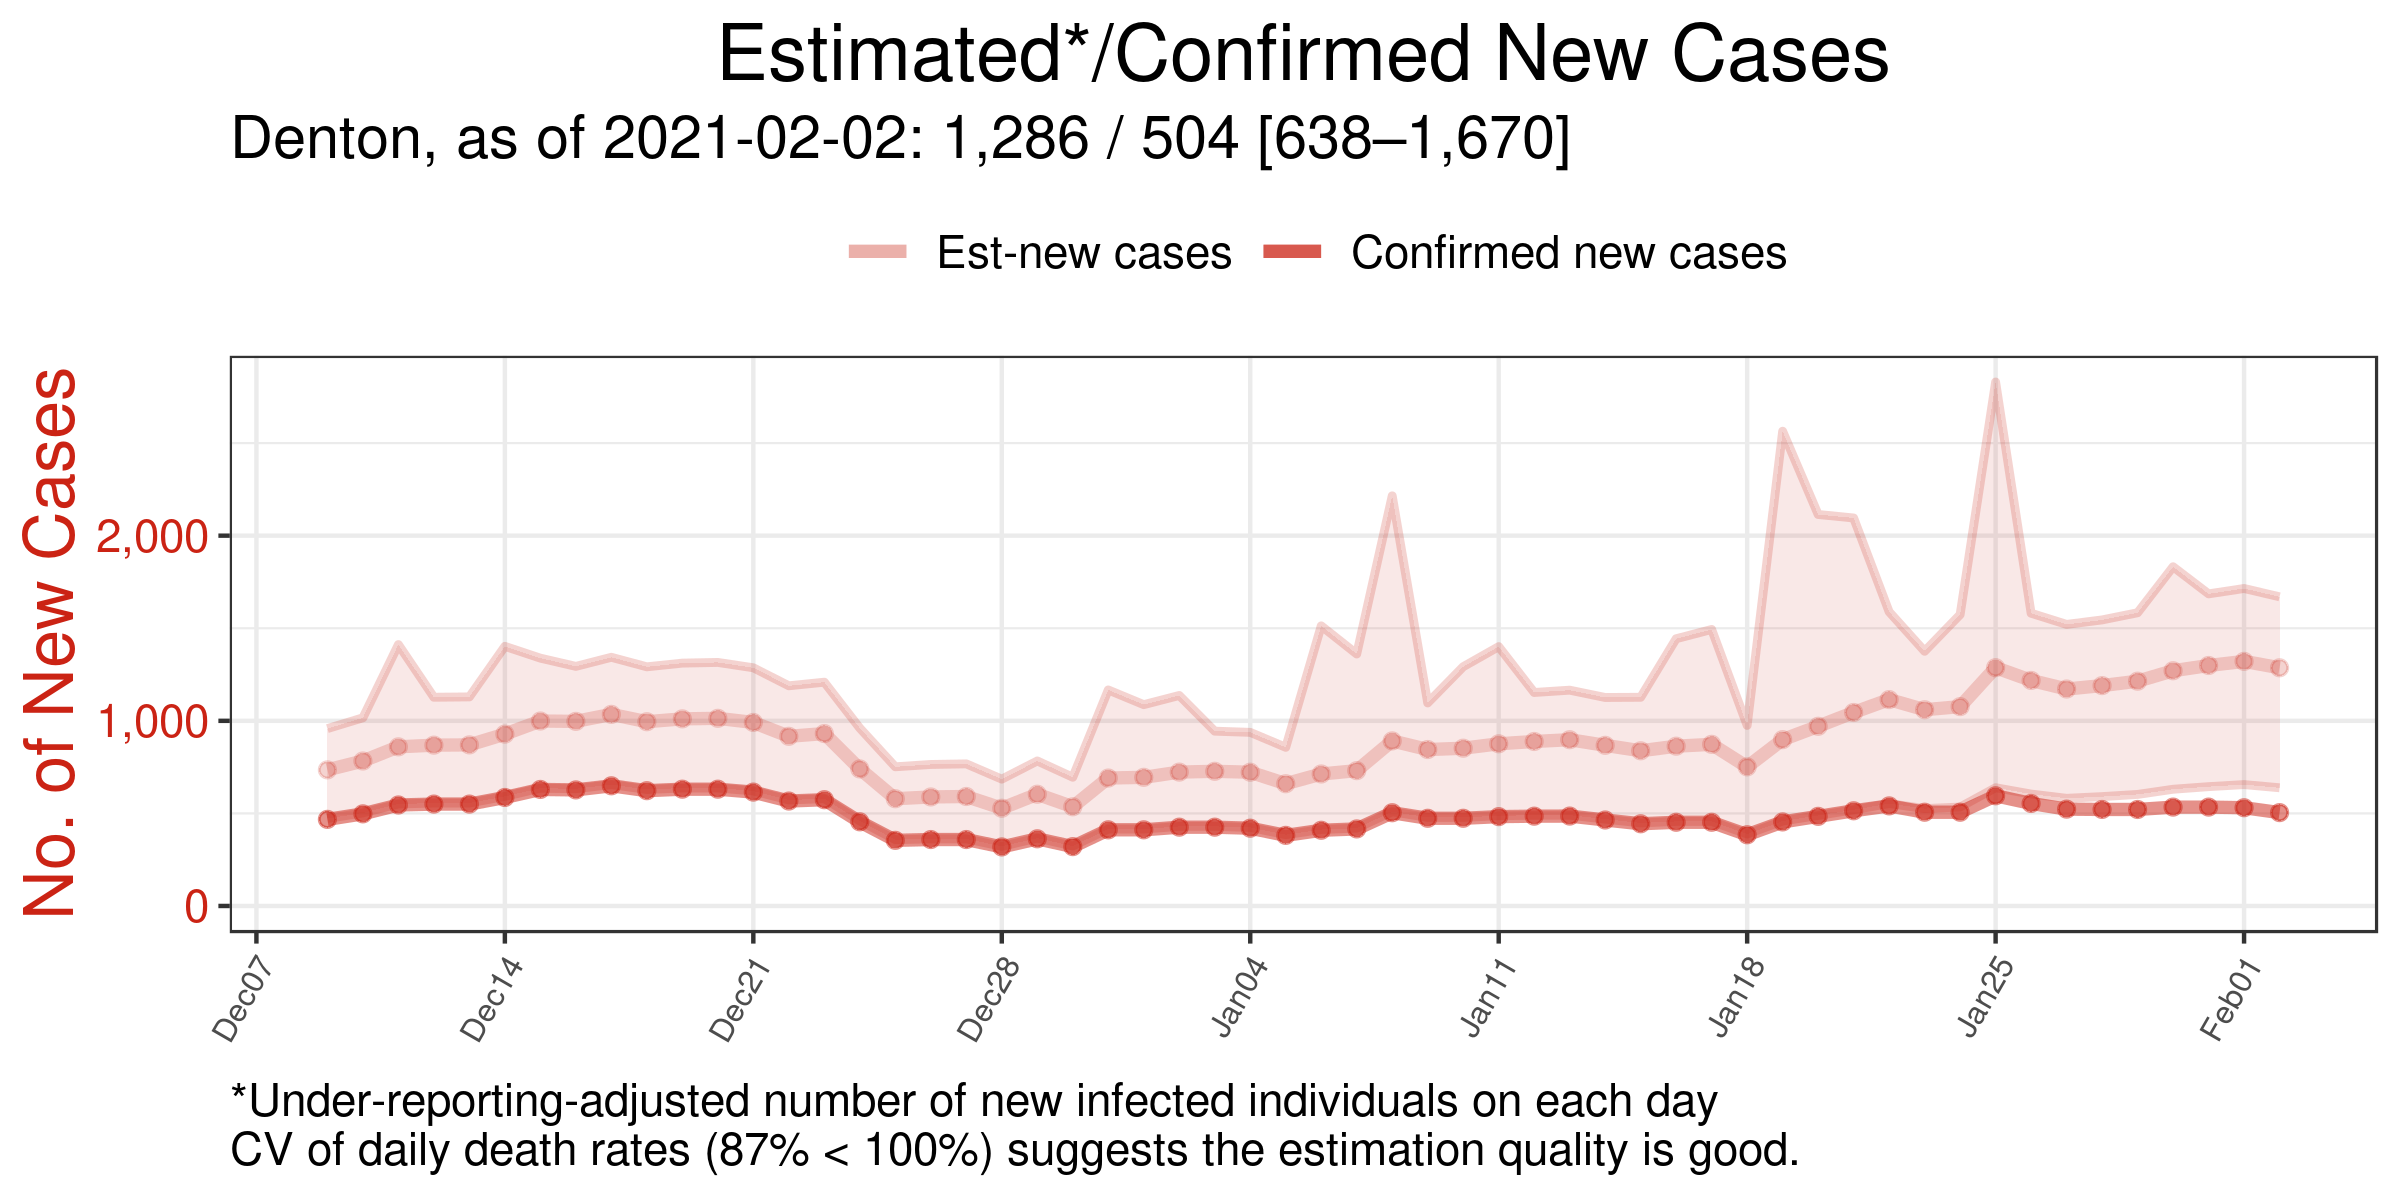 Estimated*/Confirmed New Cases
Denton, as of 2021-02-02: 1,286 / 504 [638–1,670]
Est-new cases
Confirmed new cases
No. of New Cases
2,000
1,000
0
Dec07
Dec14
Dec21
Dec28
Jan04
Jan11
Jan18
Jan25
Feb01
*Under-reporting-adjusted number of new infected individuals on each day
CV of daily death rates (87% < 100%) suggests the estimation quality is good.